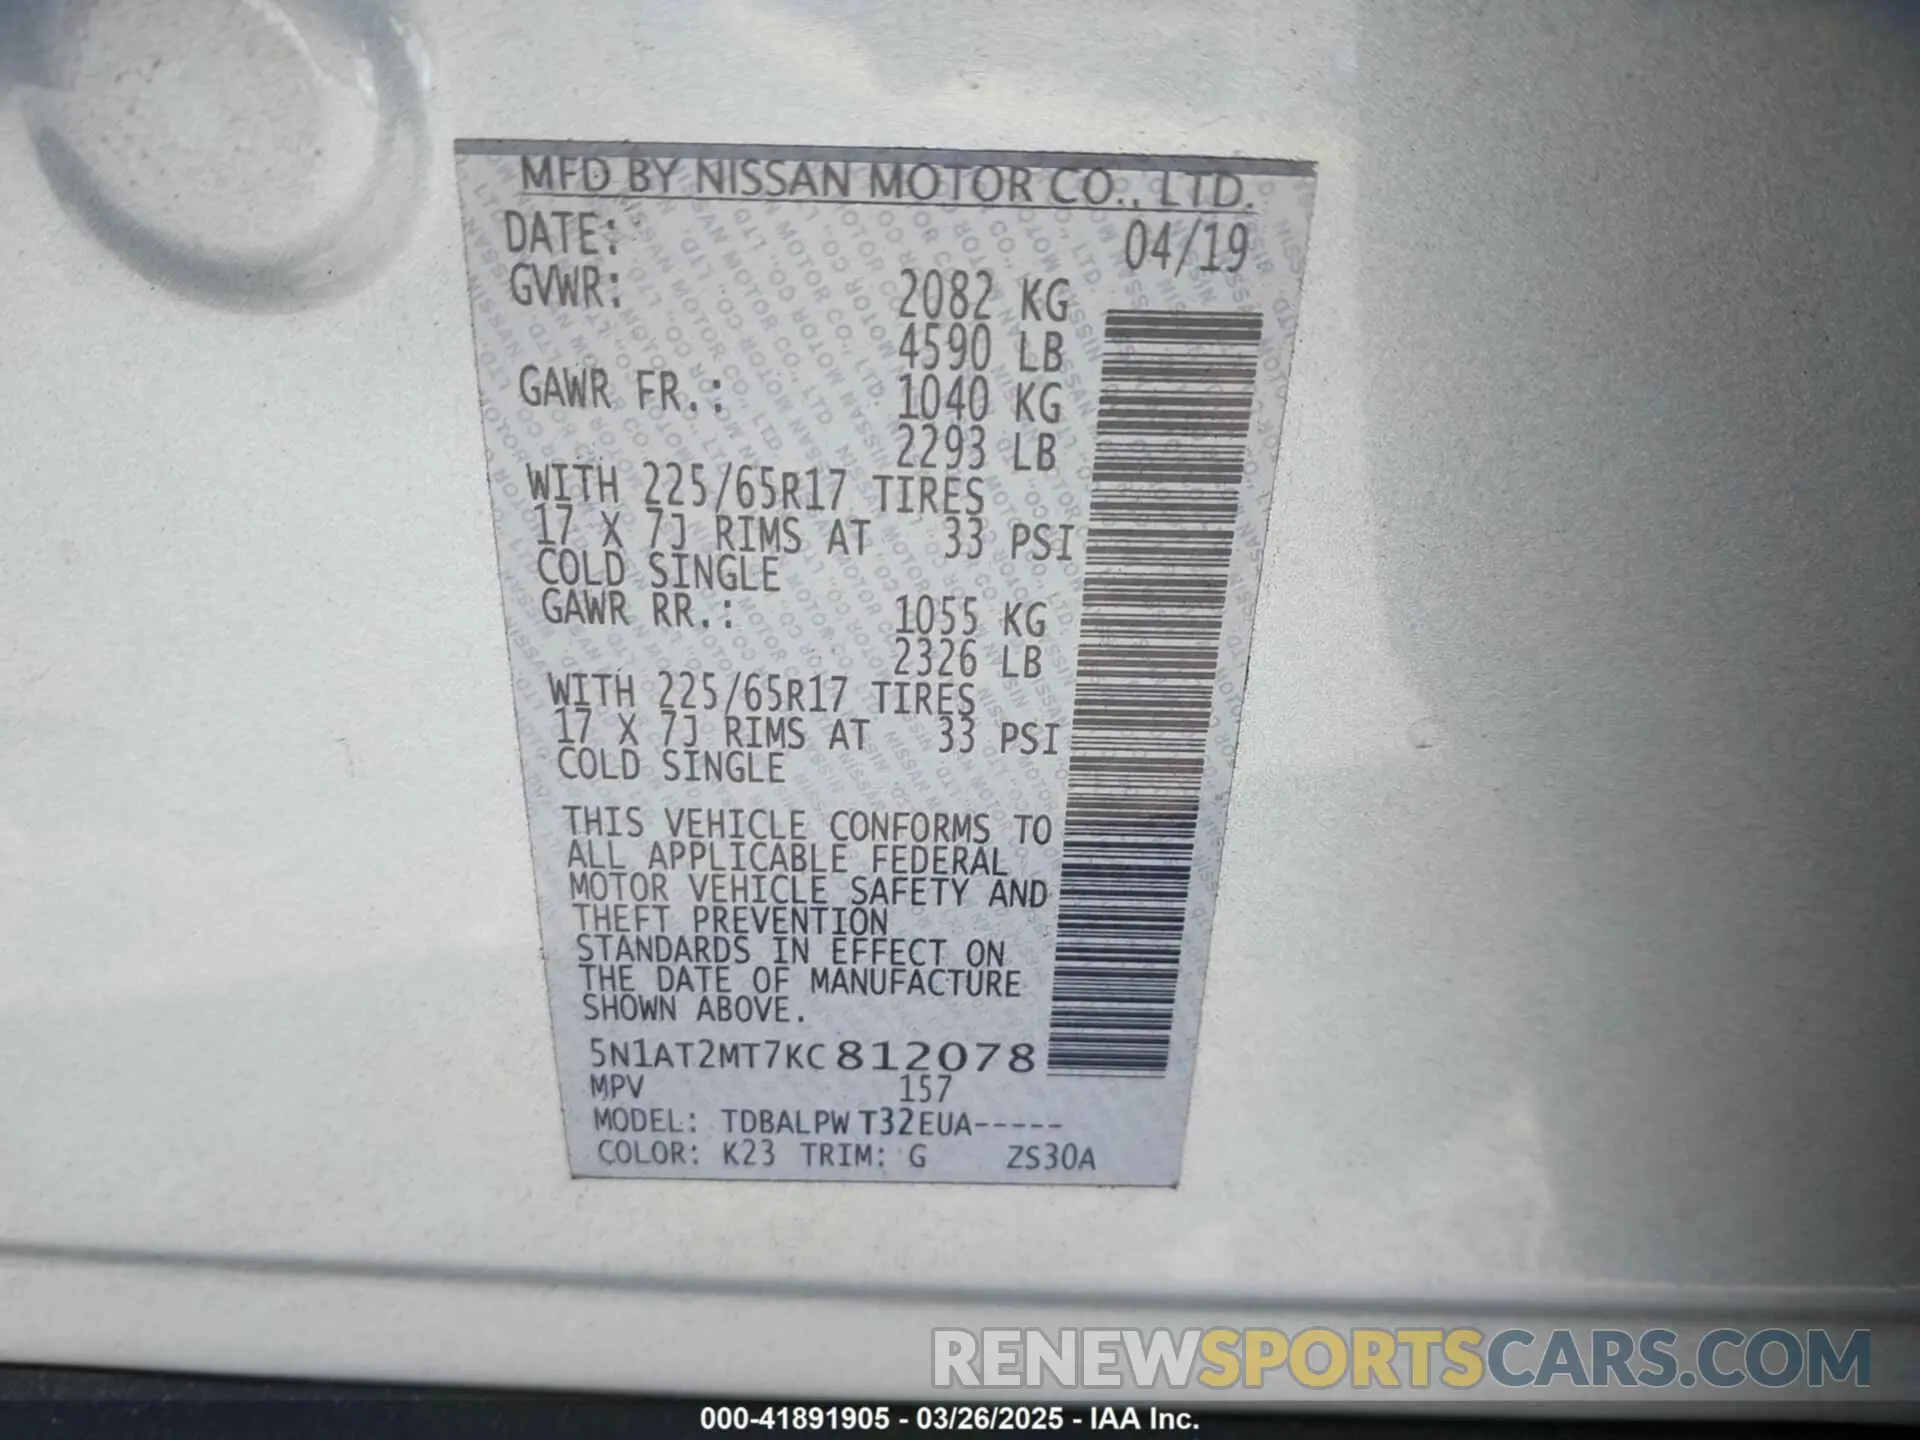 MFD BY NISSAN MOTOR CO., LTD.
DATE: 04/19
GVWR: 2082 KG
4590 LB
GAWR FR.: 1040 KG
2293 LB
WITH 225/65R17 TIRES
17 X 7J RIMS AT 33 PSI
COLD SINGLE
GAWR RR.: 1055 KG
2326 LB
WITH 225/65R17 TIRES
17 X 7J RIMS AT 33 PSI
COLD SINGLE
THIS VEHICLE CONFORMS TO
ALL APPLICABLE FEDERAL
MOTOR VEHICLE SAFETY AND
THEFT PREVENTION
STANDARDS IN EFFECT ON
THE DATE OF MANUFACTURE
SHOWN ABOVE.
5N1AT2MT7KC812078
MPV 157
MODEL: TDBALPW T32EUA-----
COLOR: K23 TRIM: G ZS30A
RENEWSPORTSCARS.COM
000-41891905 - 03/26/2025 - IAA Inc.